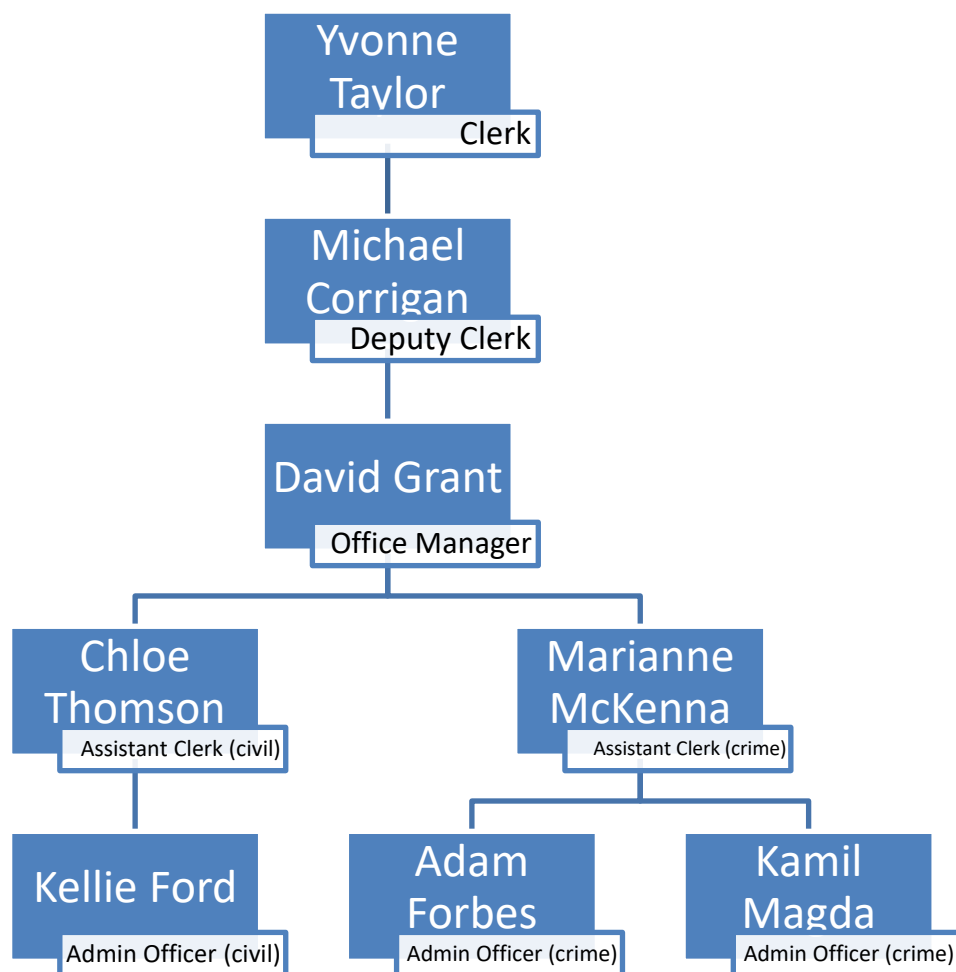 Yvonne
Taylor
Clerk
Michael
Corrigan
Deputy Clerk
David Grant
Office Manager
Chloe
Thomson
Assistant Clerk (civil)
Marianne
McKenna
Assistant Clerk (crime)
Kellie Ford
Admin Officer (civil)
Adam
Forbes
Admin Officer (crime)
Kamil
Magda
Admin Officer (crime)